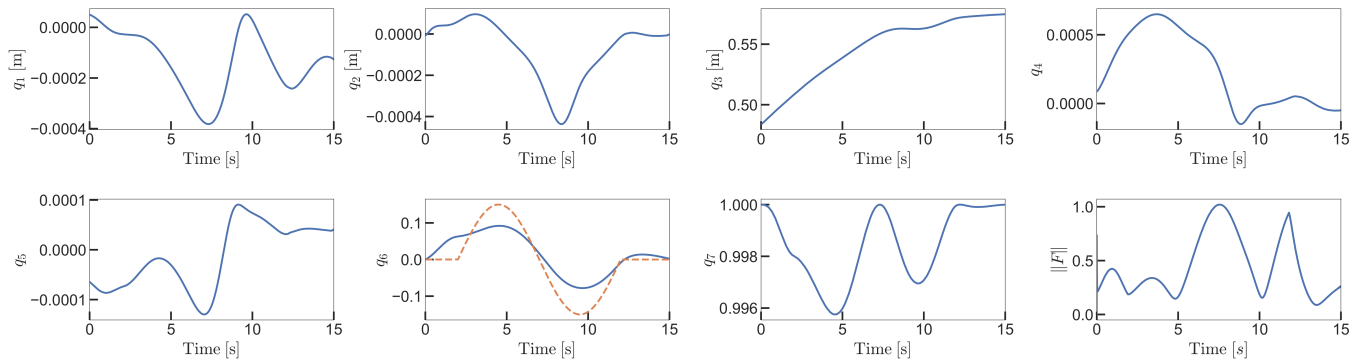 q1 [m]
0.0000
−0.0002
−0.0004
0 5 10 15
Time [s]
q2 [m]
0.0000
−0.0002
−0.0004
0 5 10 15
Time [s]
q3 [m]
0.55
0.50
0 5 10 15
Time [s]
q4
0.0005
0.0000
0 5 10 15
Time [s]
q5
0.0001
0.0000
−0.0001
0 5 10 15
Time [s]
q6
0.1
0.0
−0.1
0 5 10 15
Time [s]
q7
1.000
0.998
0.996
0 5 10 15
Time [s]
||F||
1.0
0.5
0.0
0 5 10 15
Time [s]